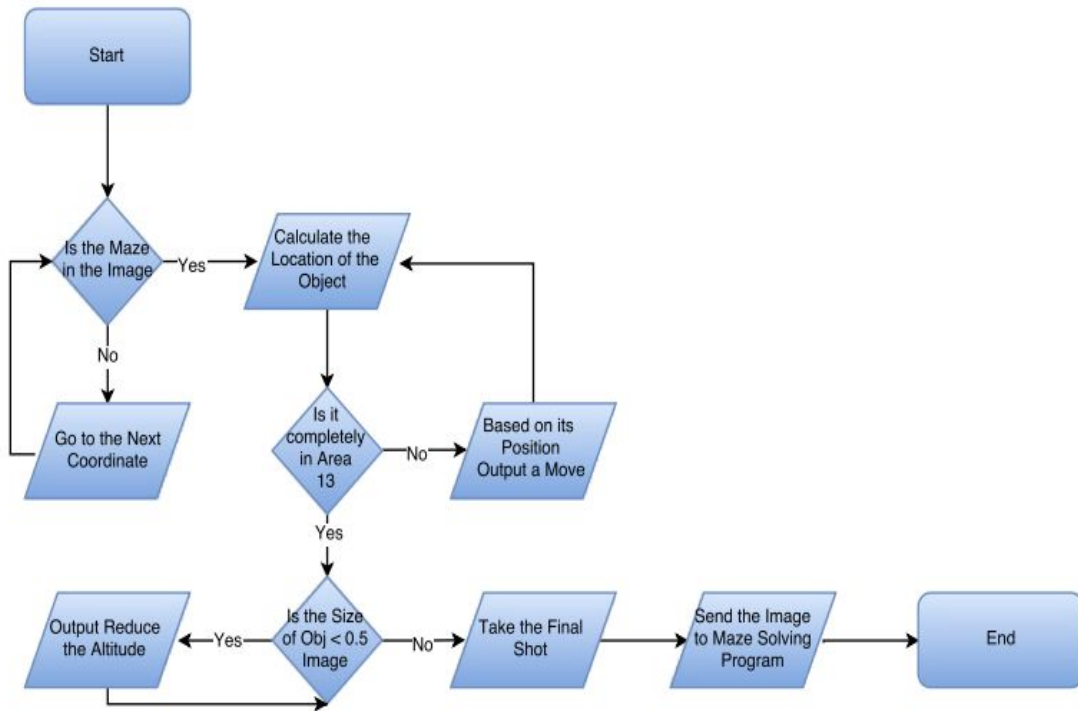 Start
Is the Maze
in the Image
Yes
No
Go to the Next
Coordinate
Calculate the
Location of the
Object
Is it
completely
in Area
13
No
Based on its
Position
Output a Move
Yes
Is the Size
of Obj < 0.5
Image
Yes
Output Reduce
the Altitude
No
Take the Final
Shot
Send the Image
to Maze Solving
Program
End